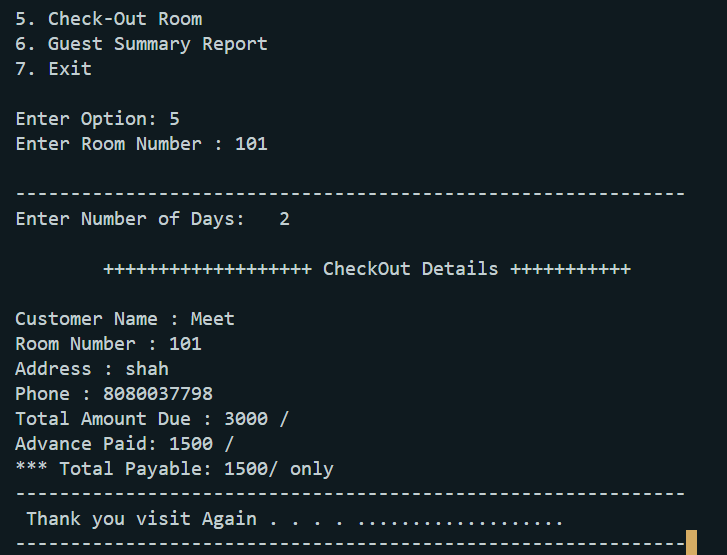 5. Check-Out Room
6. Guest Summary Report
7. Exit
Enter Option: 5
Enter Room Number : 101
-------------------------------------------------------------
Enter Number of Days:   2
+++++++++++++++++++ CheckOut Details +++++++++++
Customer Name : Meet
Room Number : 101
Address : shah
Phone : 8080037798
Total Amount Due : 3000 /
Advance Paid: 1500 /
*** Total Payable: 1500/ only
-------------------------------------------------------------
Thank you visit Again . . . . ...................
-------------------------------------------------------------